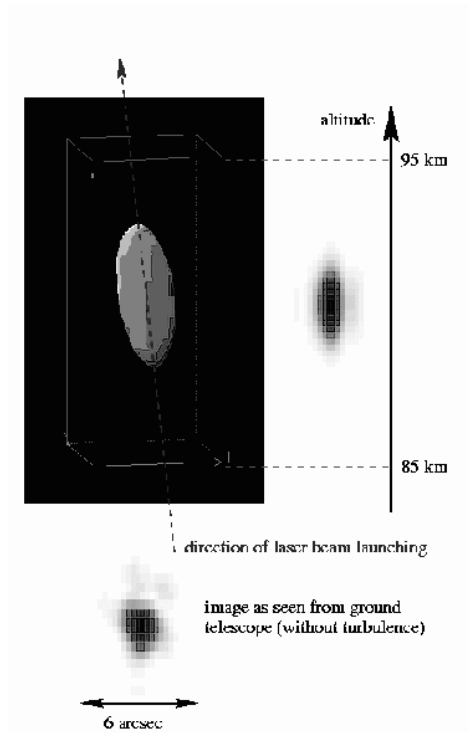 altitude
95 km
85 km
direction of laser beam launching
image as seen from ground
telescope (without turbulence)
6 arcsec